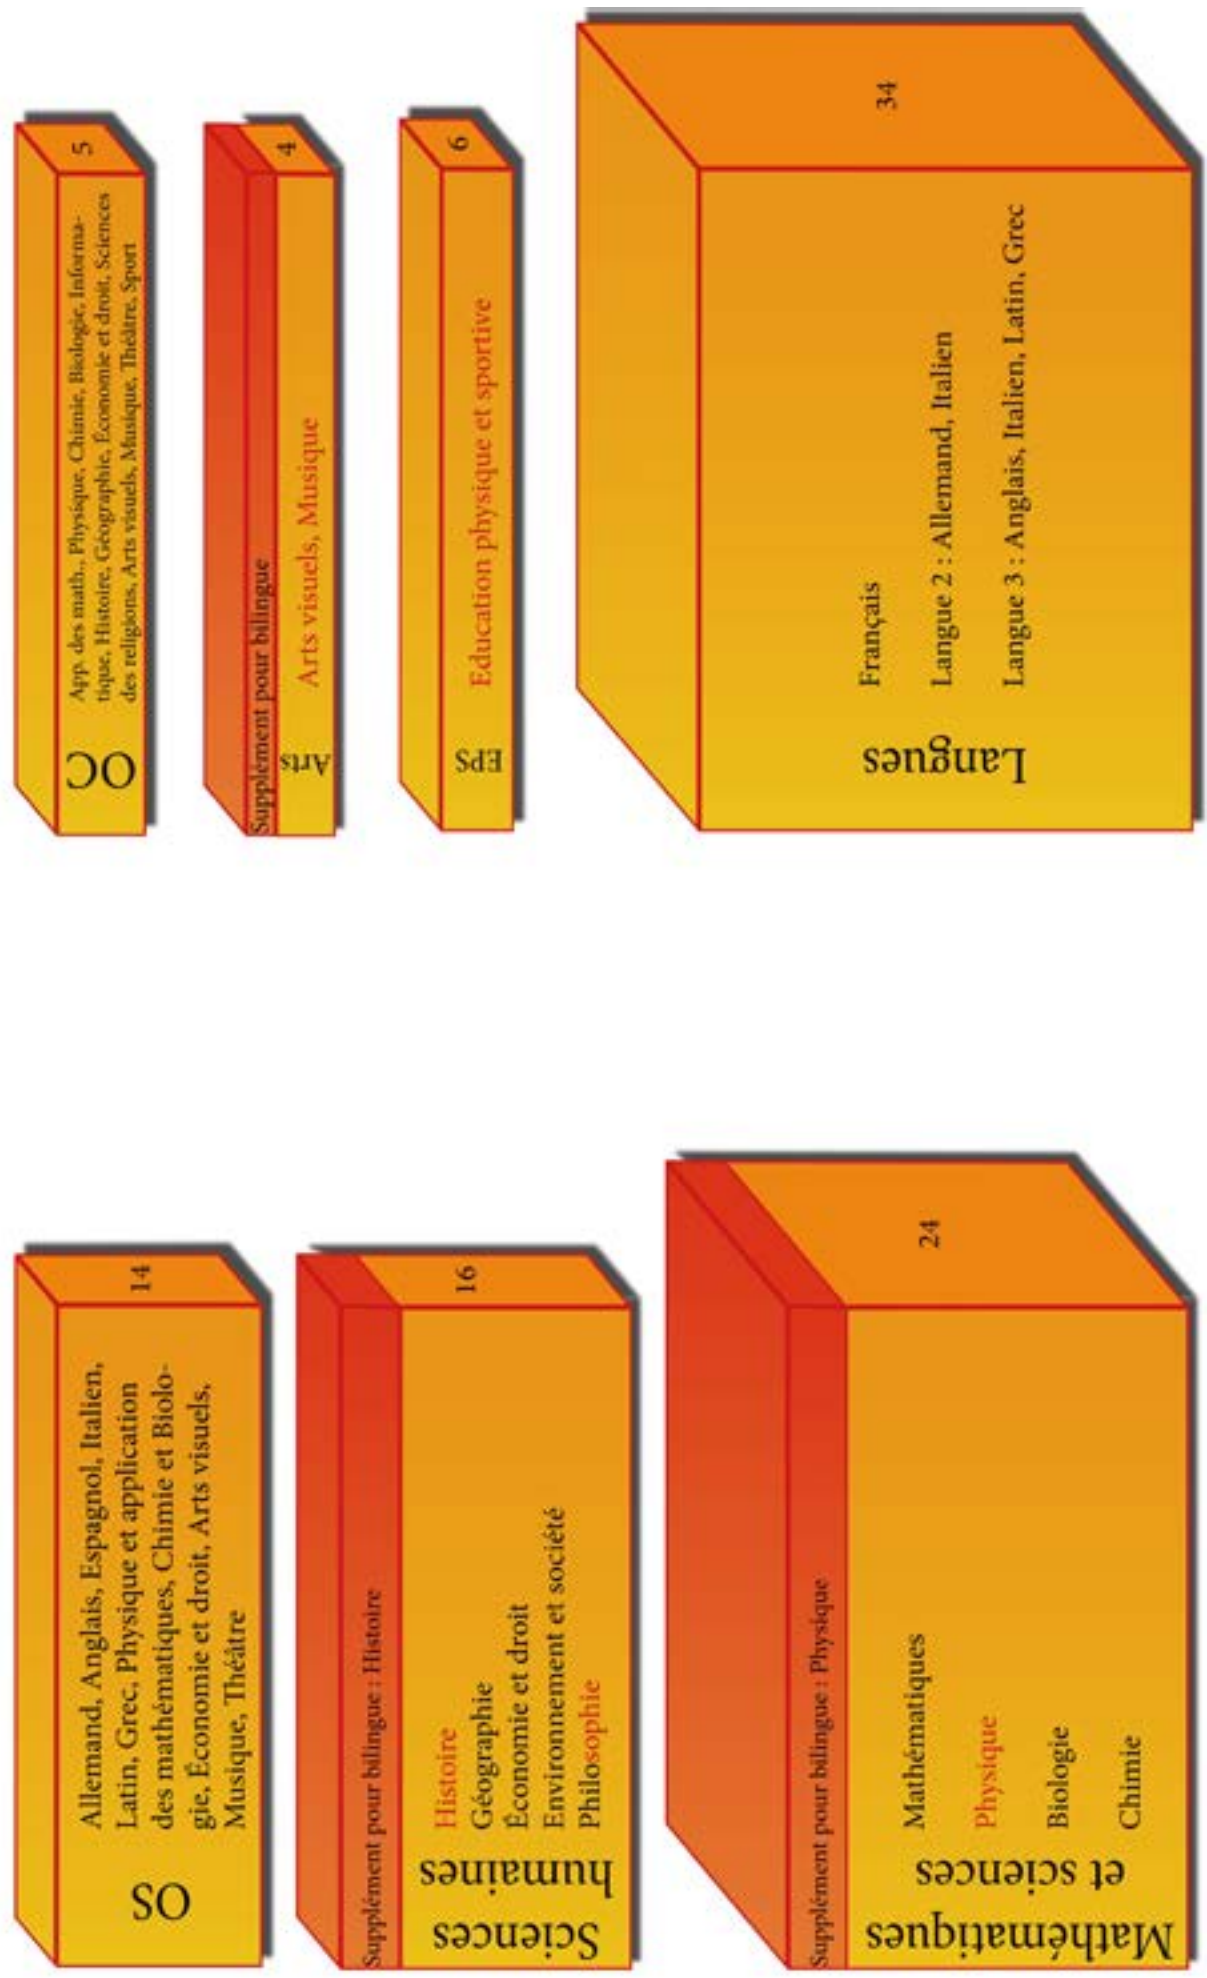 OS
Allemand, Anglais, Espagnol, Italien,
Latin, Grec, Physique et application
des mathématiques, Chimie et Biolo-
gie, Économie et droit, Arts visuels,
Musique, Théâtre
14
Supplément pour bilingue : Histoire
Sciences
humaines
Histoire
Géographie
Économie et droit
Environnement et société
Philosophie
16
Supplément pour bilingue : Physique
Mathématiques
et sciences
Mathématiques
Physique
Biologie
Chimie
24
OC
App. des math., Physique, Chimie, Biologie, Informa-
tique, Histoire, Géographie, Économie et droit, Sciences
des religions, Arts visuels, Musique, Théâtre, Sport
5
Supplément pour bilingue
Arts
Arts visuels, Musique
4
EPS
Education physique et sportive
6
Langues
Français
Langue 2 : Allemand, Italien
Langue 3 : Anglais, Italien, Latin, Grec
34